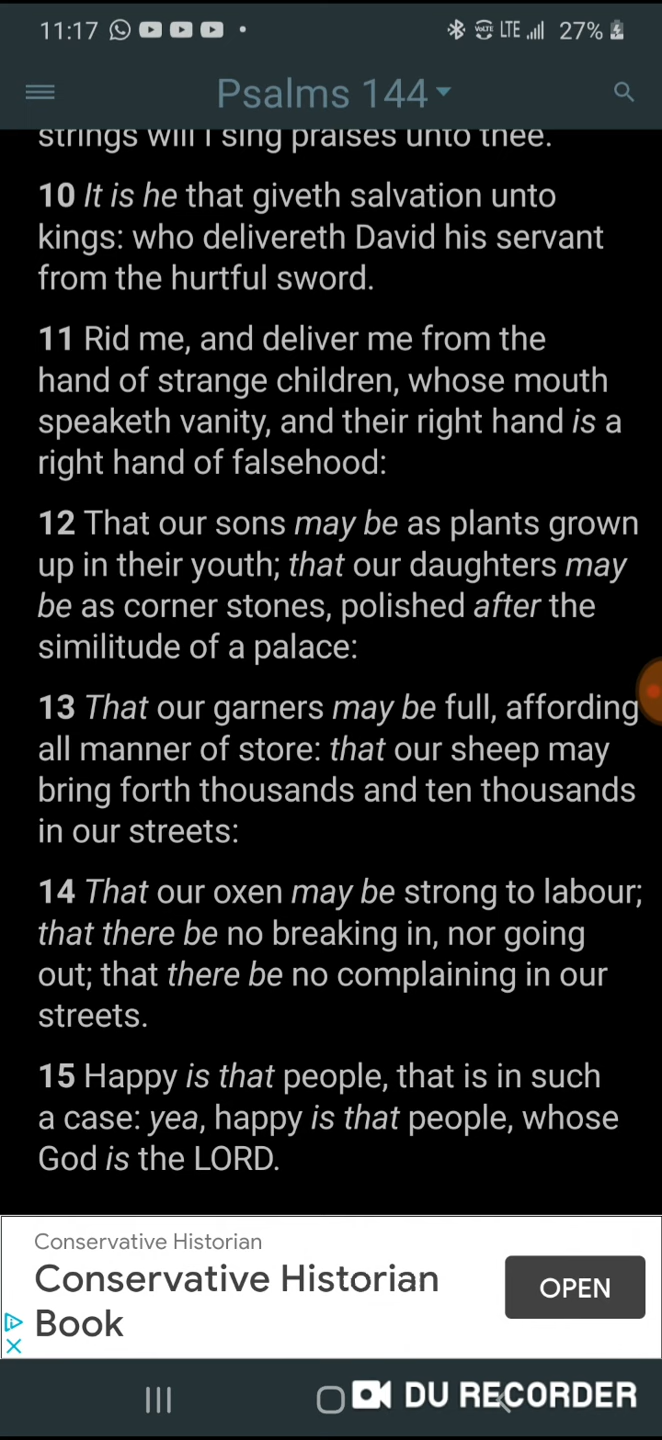 11:17 LTE 27%
Psalms 144
strings will I sing praises unto thee.
10 It is he that giveth salvation unto
kings: who delivereth David his servant
from the hurtful sword.
11 Rid me, and deliver me from the
hand of strange children, whose mouth
speaketh vanity, and their right hand is a
right hand of falsehood:
12 That our sons may be as plants grown
up in their youth; that our daughters may
be as corner stones, polished after the
similitude of a palace:
13 That our garners may be full, affording
all manner of store: that our sheep may
bring forth thousands and ten thousands
in our streets:
14 That our oxen may be strong to labour;
that there be no breaking in, nor going
out; that there be no complaining in our
streets.
15 Happy is that people, that is in such
a case: yea, happy is that people, whose
God is the LORD.
Conservative Historian
Conservative Historian
Book
OPEN
DU RECORDER